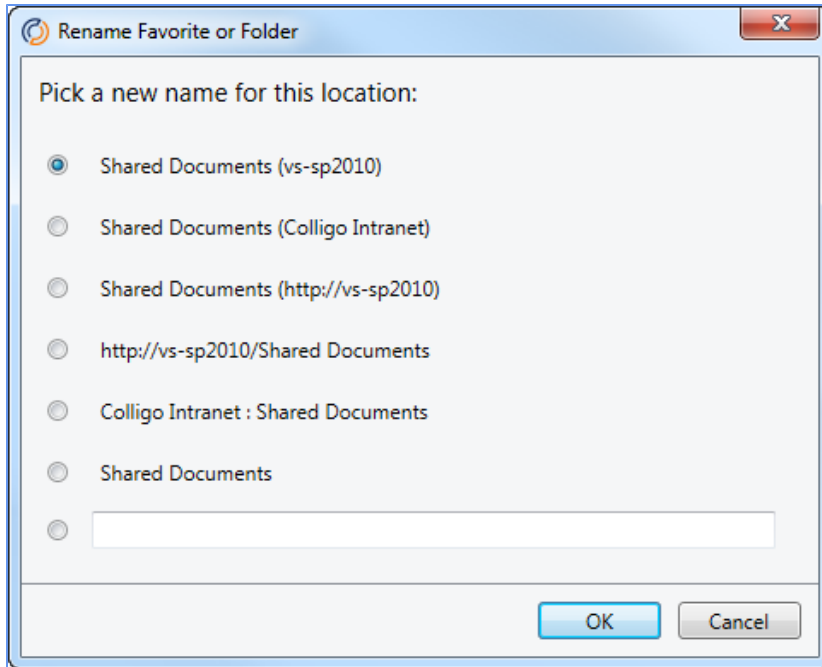 Rename Favorite or Folder
Pick a new name for this location:
Shared Documents (vs-sp2010)
Shared Documents (Colligo Intranet)
Shared Documents (http://vs-sp2010)
http://vs-sp2010/Shared Documents
Colligo Intranet : Shared Documents
Shared Documents
OK Cancel